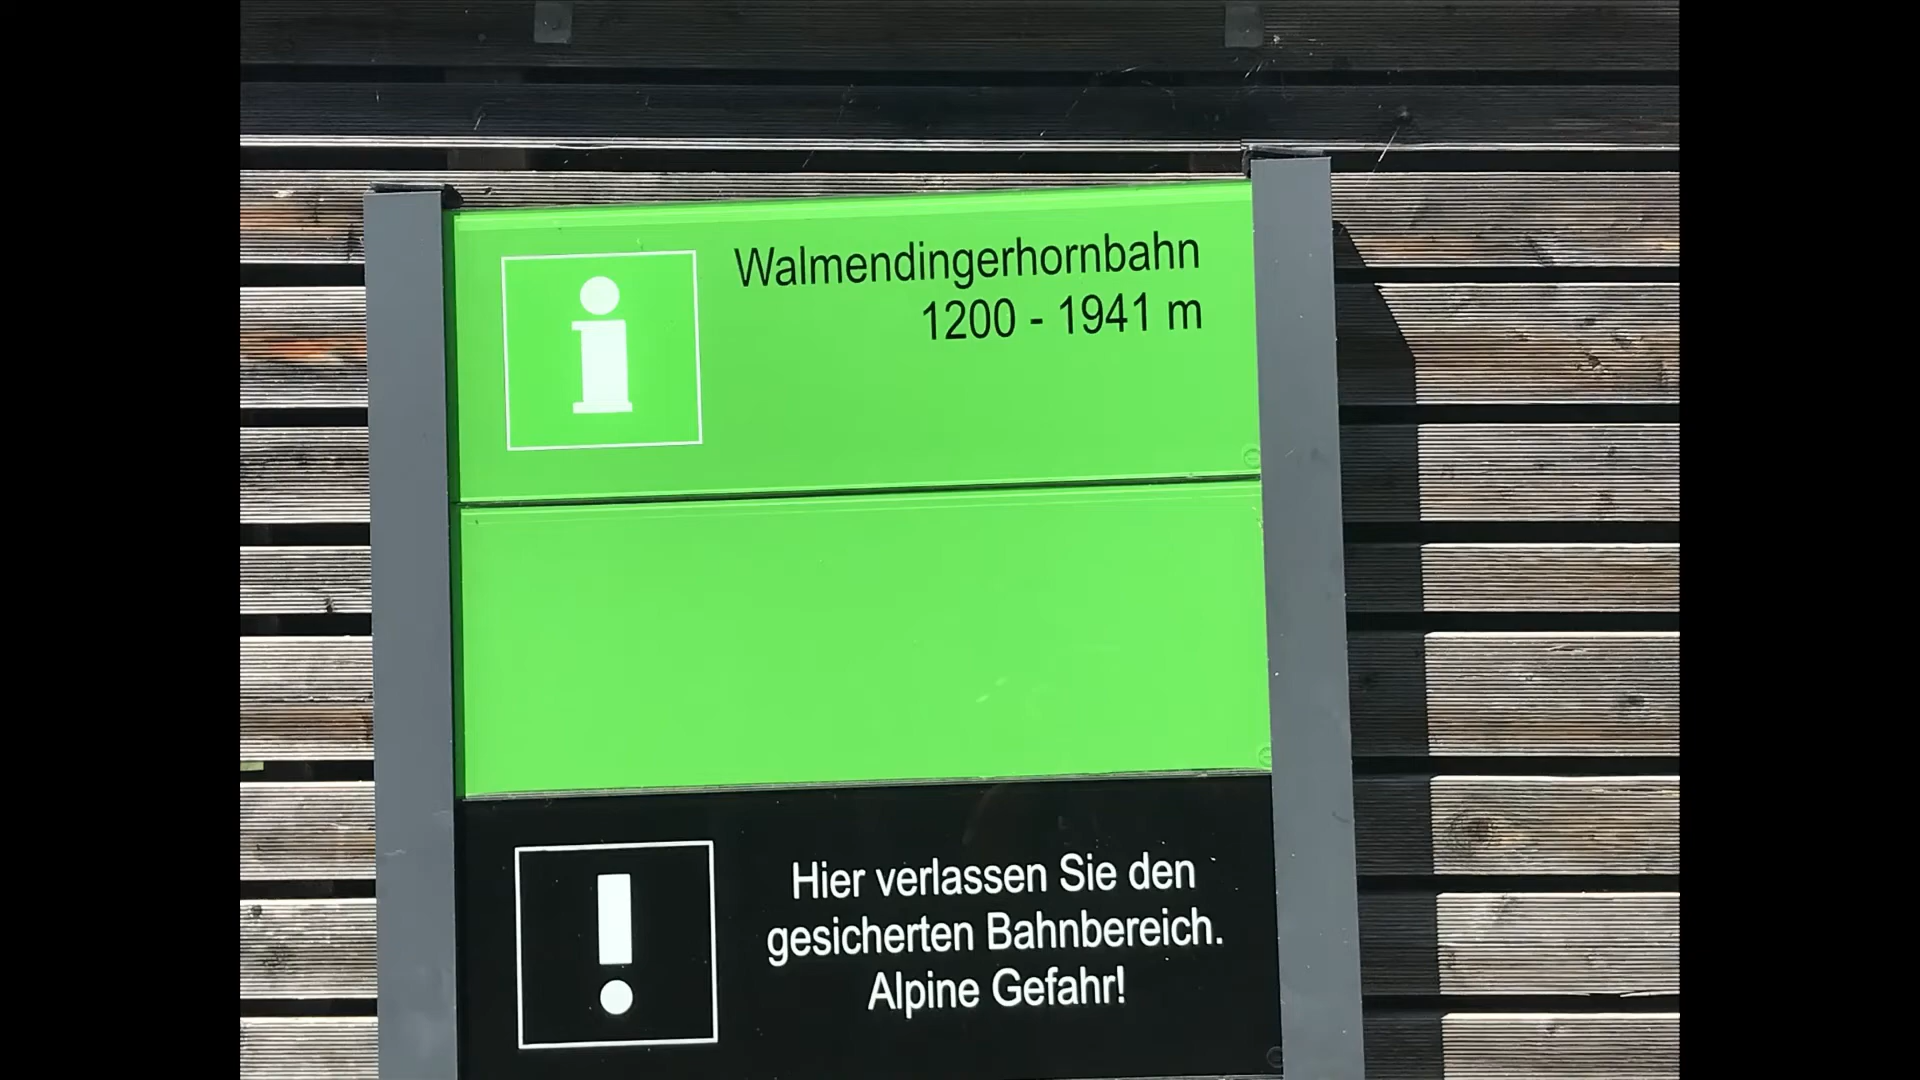 Walmendingerhornbahn
1200 - 1941 m
Hier verlassen Sie den
gesicherten Bahnbereich.
Alpine Gefahr!